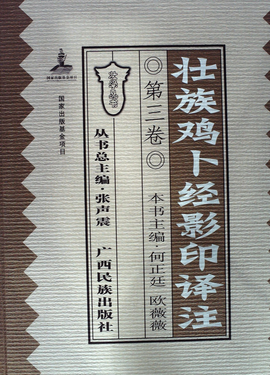 壮族鸡卜经影印译注
◎第三卷◎
本书主编·何正廷 欧薇薇
丛书总主编·张声震
广西民族出版社
国家出版基金项目